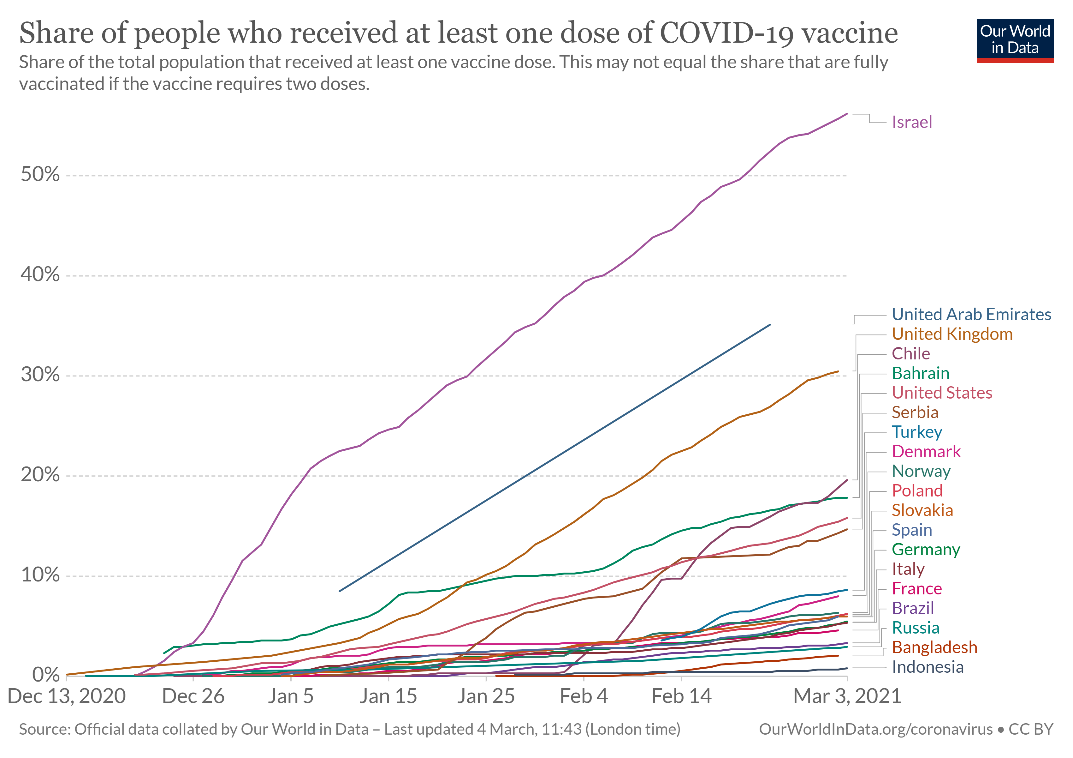 Share of people who received at least one dose of COVID-19 vaccine
Our World
in Data
Share of the total population that received at least one vaccine dose. This may not equal the share that are fully
vaccinated if the vaccine requires two doses.
Israel
50%
40%
United Arab Emirates
United Kingdom
Chile
30%
Bahrain
United States
Serbia
Turkey
Denmark
20%
Norway
Poland
Slovakia
Spain
Germany
10%
Italy
France
Brazil
Russia
Bangladesh
Indonesia
0%
Dec 13, 2020 Dec 26 Jan 5 Jan 15 Jan 25 Feb 4 Feb 14 Mar 3, 2021
Source: Official data collated by Our World in Data – Last updated 4 March, 11:43 (London time)
OurWorldInData.org/coronavirus • CC BY